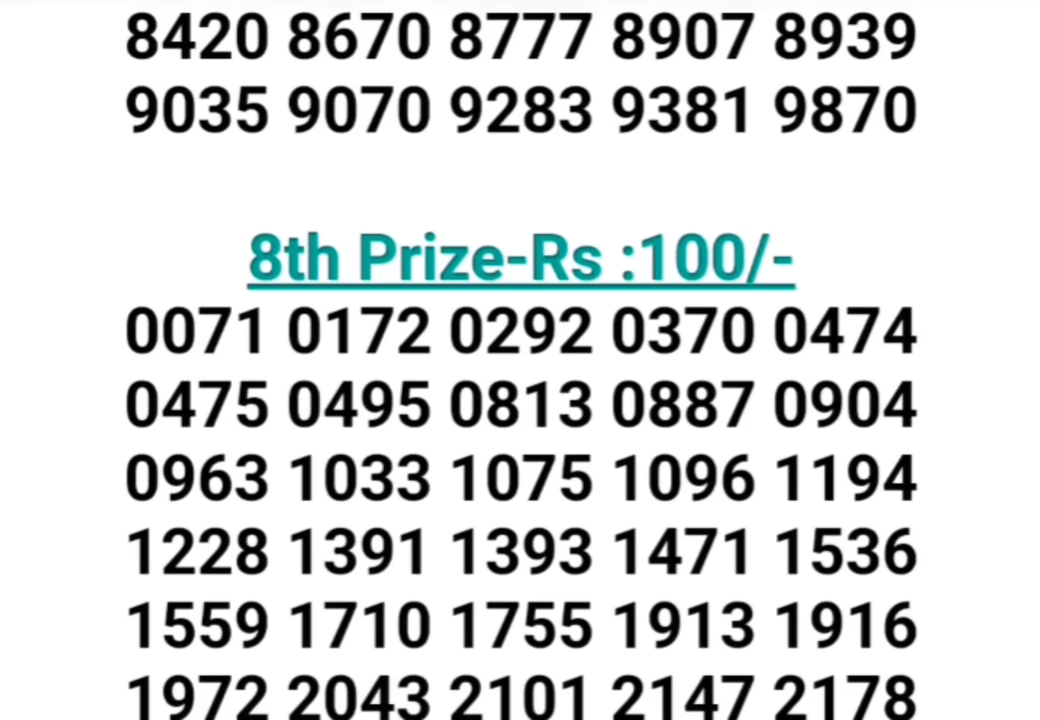 8420 8670 8777 8907 8939
9035 9070 9283 9381 9870
8th Prize-Rs :100/-
0071 0172 0292 0370 0474
0475 0495 0813 0887 0904
0963 1033 1075 1096 1194
1228 1391 1393 1471 1536
1559 1710 1755 1913 1916
1972 2043 2101 2147 2178